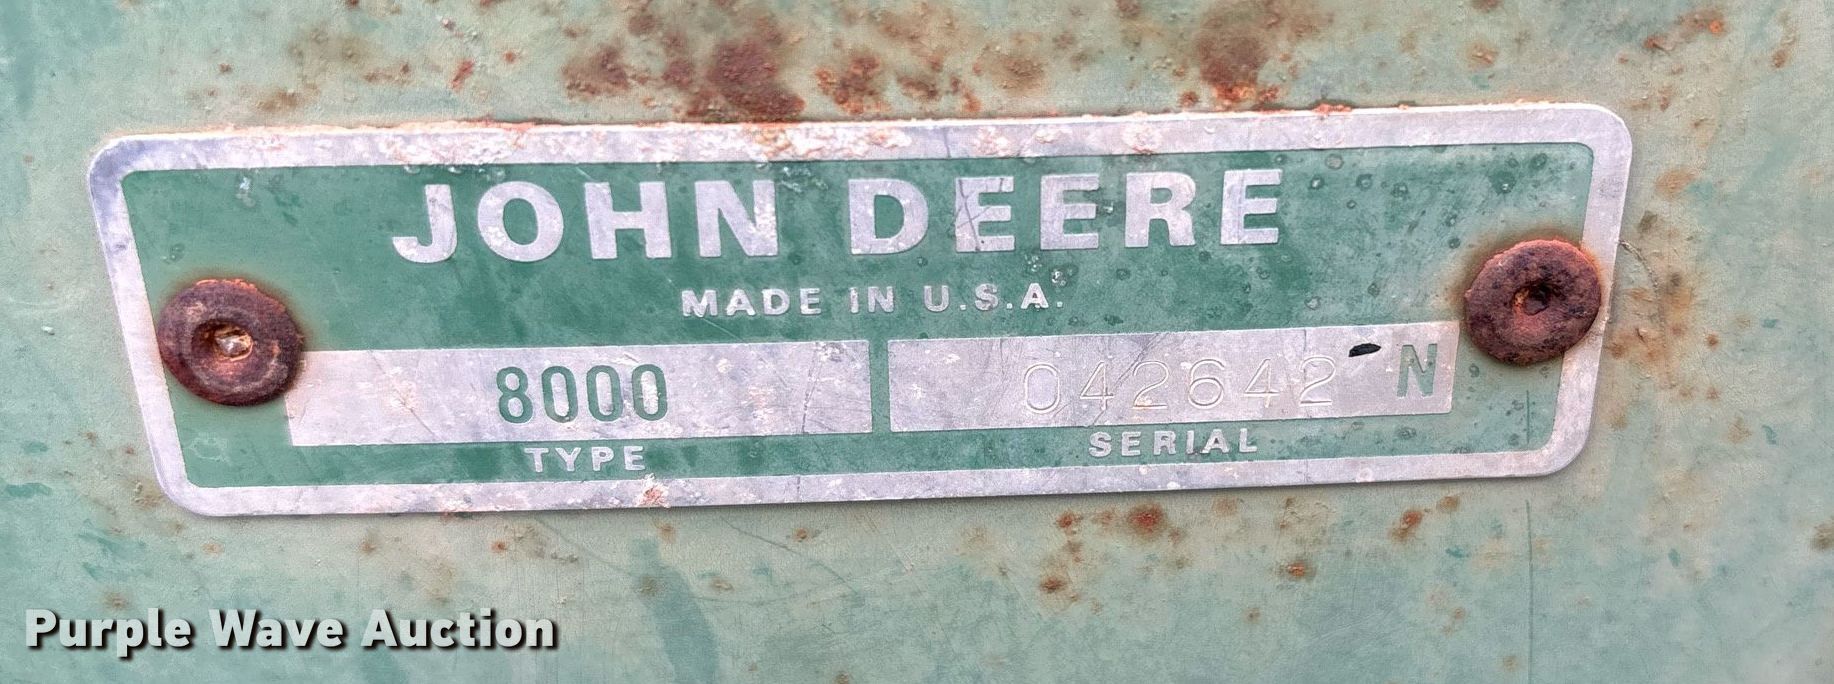 JOHN DEERE
MADE IN U.S.A.
8000 042642 N
TYPE SERIAL
Purple Wave Auction